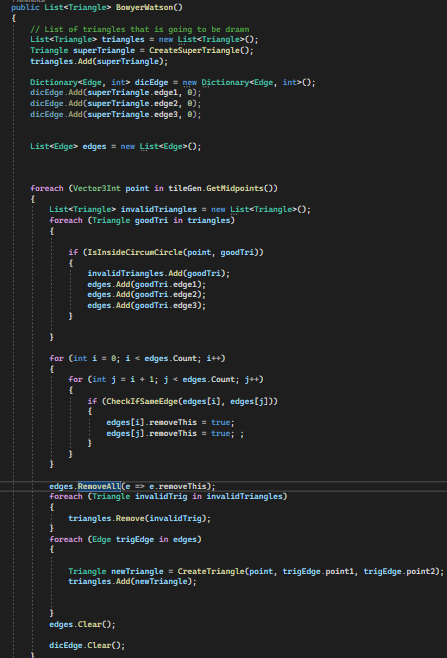 public List<Triangle> BowyerWatson()
{
// List of triangles that is going to be drawn
List<Triangle> triangles = new List<Triangle>();
Triangle superTriangle = CreateSuperTriangle();
triangles.Add(superTriangle);
Dictionary<Edge, int> dicEdge = new Dictionary<Edge, int>();
dicEdge.Add(superTriangle.edge1, 0);
dicEdge.Add(superTriangle.edge2, 0);
dicEdge.Add(superTriangle.edge3, 0);
List<Edge> edges = new List<Edge>();
foreach (Vector3Int point in tileGen.GetMidpoints())
{
List<Triangle> invalidTriangles = new List<Triangle>();
foreach (Triangle goodTri in triangles)
{
if (IsInsideCircumCircle(point, goodTri))
{
invalidTriangles.Add(goodTri);
edges.Add(goodTri.edge1);
edges.Add(goodTri.edge2);
edges.Add(goodTri.edge3);
}
}
for (int i = 0; i < edges.Count; i++)
{
for (int j = i + 1; j < edges.Count; j++)
{
if (CheckIfSameEdge(edges[i], edges[j]))
{
edges[i].removeThis = true;
edges[j].removeThis = true; ;
}
}
}
edges.RemoveAll(e => e.removeThis);
foreach (Triangle invalidTrig in invalidTriangles)
{
triangles.Remove(invalidTrig);
}
foreach (Edge trigEdge in edges)
{
Triangle newTriangle = CreateTriangle(point, trigEdge.point1, trigEdge.point2);
triangles.Add(newTriangle);
}
edges.Clear();
dicEdge.Clear();
}